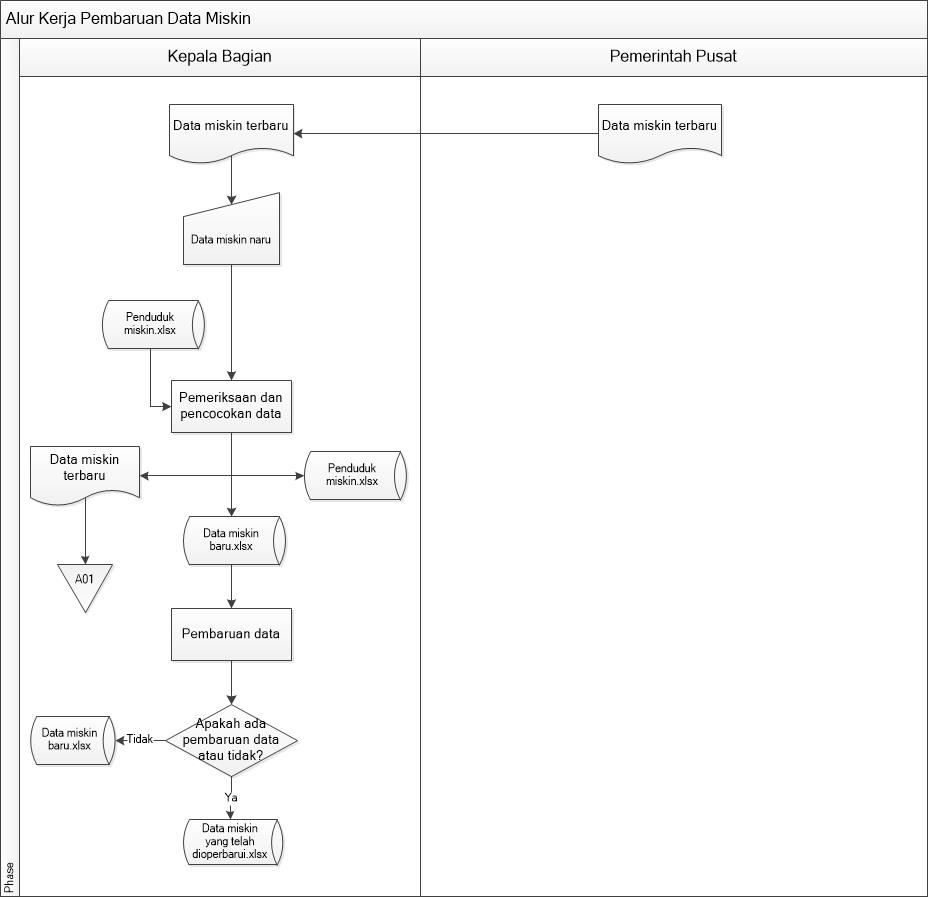 Alur Kerja Pembaruan Data Miskin
Kepala Bagian
Pemerintah Pusat
Data miskin terbaru
Data miskin terbaru
Data miskin naru
Penduduk
miskin.xlsx
Pemeriksaan dan
pencocokan data
Data miskin
terbaru
Penduduk
miskin.xlsx
Data miskin
baru.xlsx
A01
Pembaruan data
Apakah ada
pembaruan data
atau tidak?
Tidak
Data miskin
baru.xlsx
Ya
Data miskin
yang telah
dioperbarui.xlsx
Phase